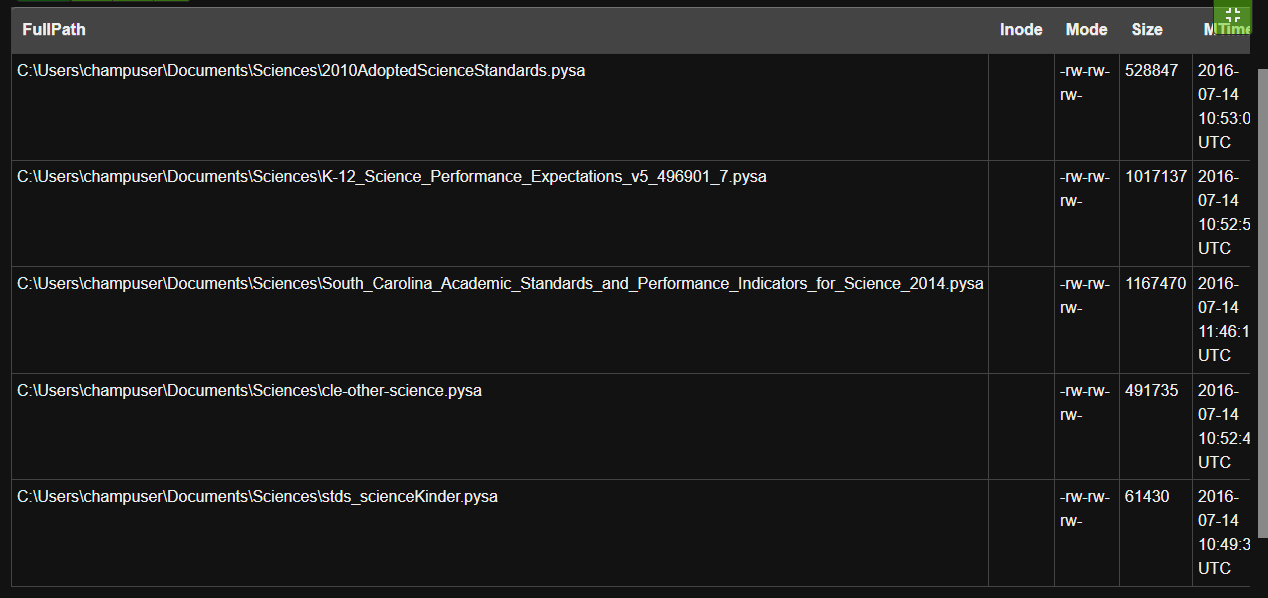 FullPath Inode Mode Size MTime
C:\Users\champuser\Documents\Sciences\2010AdoptedScienceStandards.pysa -rw-rw- 528847 2016-
rw- 07-14
10:53:0
UTC
C:\Users\champuser\Documents\Sciences\K-12_Science_Performance_Expectations_v5_496901_7.pysa -rw-rw- 1017137 2016-
rw- 07-14
10:52:5
UTC
C:\Users\champuser\Documents\Sciences\South_Carolina_Academic_Standards_and_Performance_Indicators_for_Science_2014.pysa -rw-rw- 1167470 2016-
rw- 07-14
11:46:1
UTC
C:\Users\champuser\Documents\Sciences\cle-other-science.pysa -rw-rw- 491735 2016-
rw- 07-14
10:52:4
UTC
C:\Users\champuser\Documents\Sciences\stds_scienceKinder.pysa -rw-rw- 61430 2016-
rw- 07-14
10:49:3
UTC